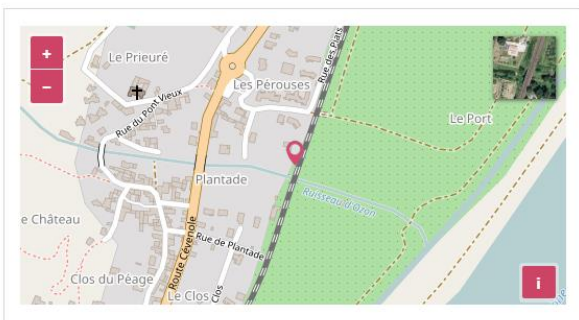 +
−
Le Prieuré
Rue du Pont Vieux
Les Pérouses
Rue des Plats
Le Port
Plantade
Ruisseau d'Ozon
e Château
Rue de Plantade
Route Cévenole
Clos du Péage
Le Clos
Clos
i